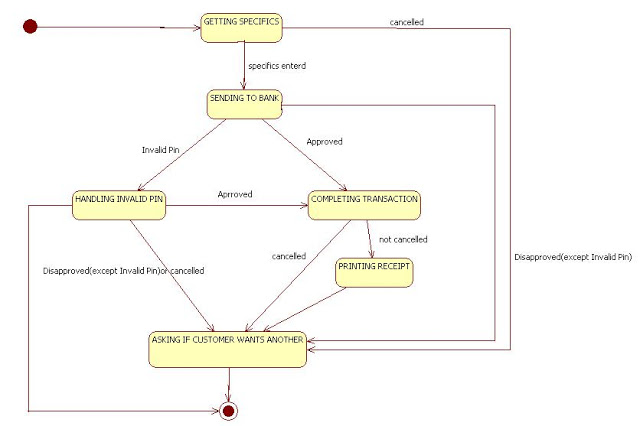 GETTING SPECIFICS
cancelled
specifics enterd
SENDING TO BANK
Invalid Pin
Approved
HANDLING INVALID PIN
Aprroved
COMPLETING TRANSACTION
not cancelled
cancelled
Disapproved(except Invalid Pin)
PRINTING RECEIPT
Disapproved(except Invalid Pin)or cancelled
ASKING IF CUSTOMER WANTS ANOTHER